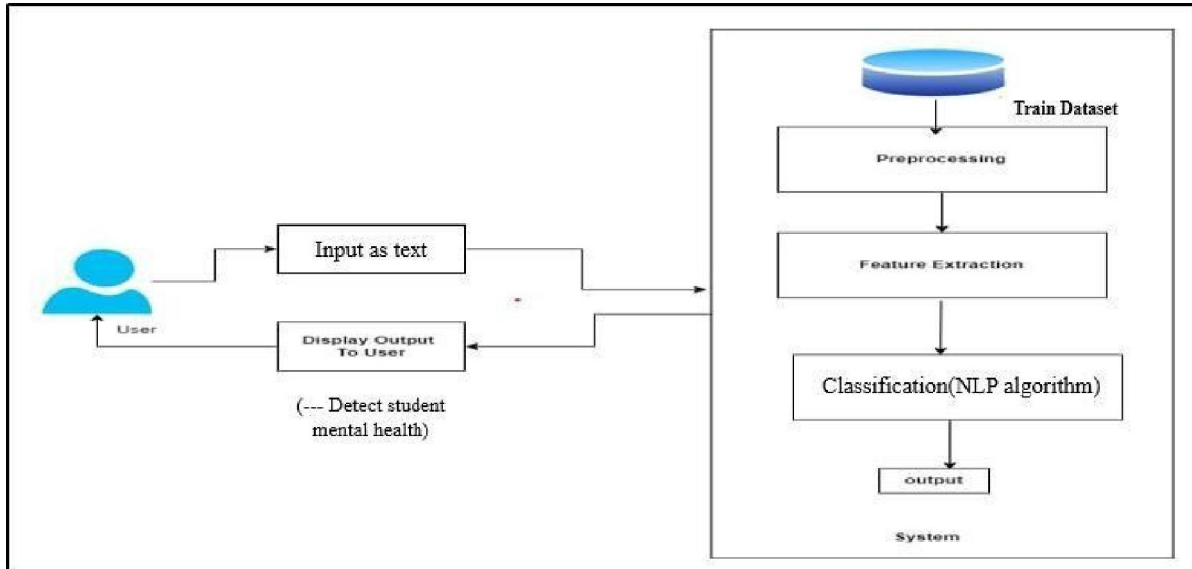 Train Dataset
Preprocessing
Input as text
Feature Extraction
User
Display Output
To User
Classification(NLP algorithm)
(--- Detect student
mental health)
output
System